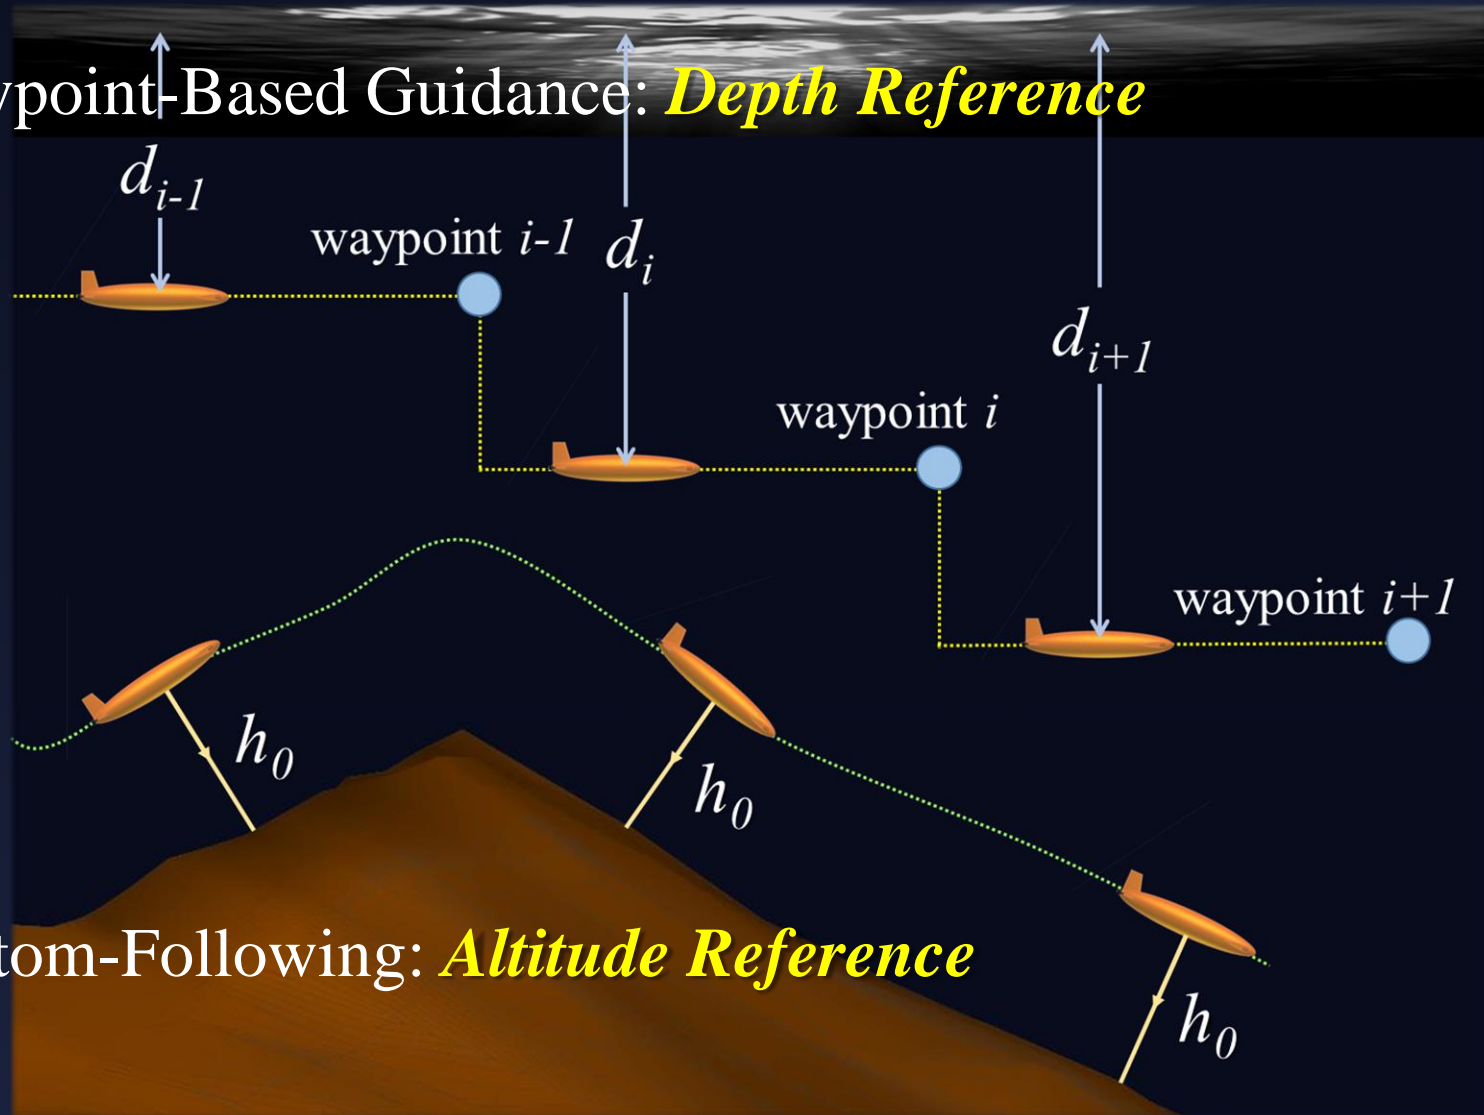 ypoint-Based Guidance: Depth Reference
d_{i-1}
waypoint i-1
d_i
d_{i+1}
waypoint i
waypoint i+1
h_0
h_0
tom-Following: Altitude Reference
h_0